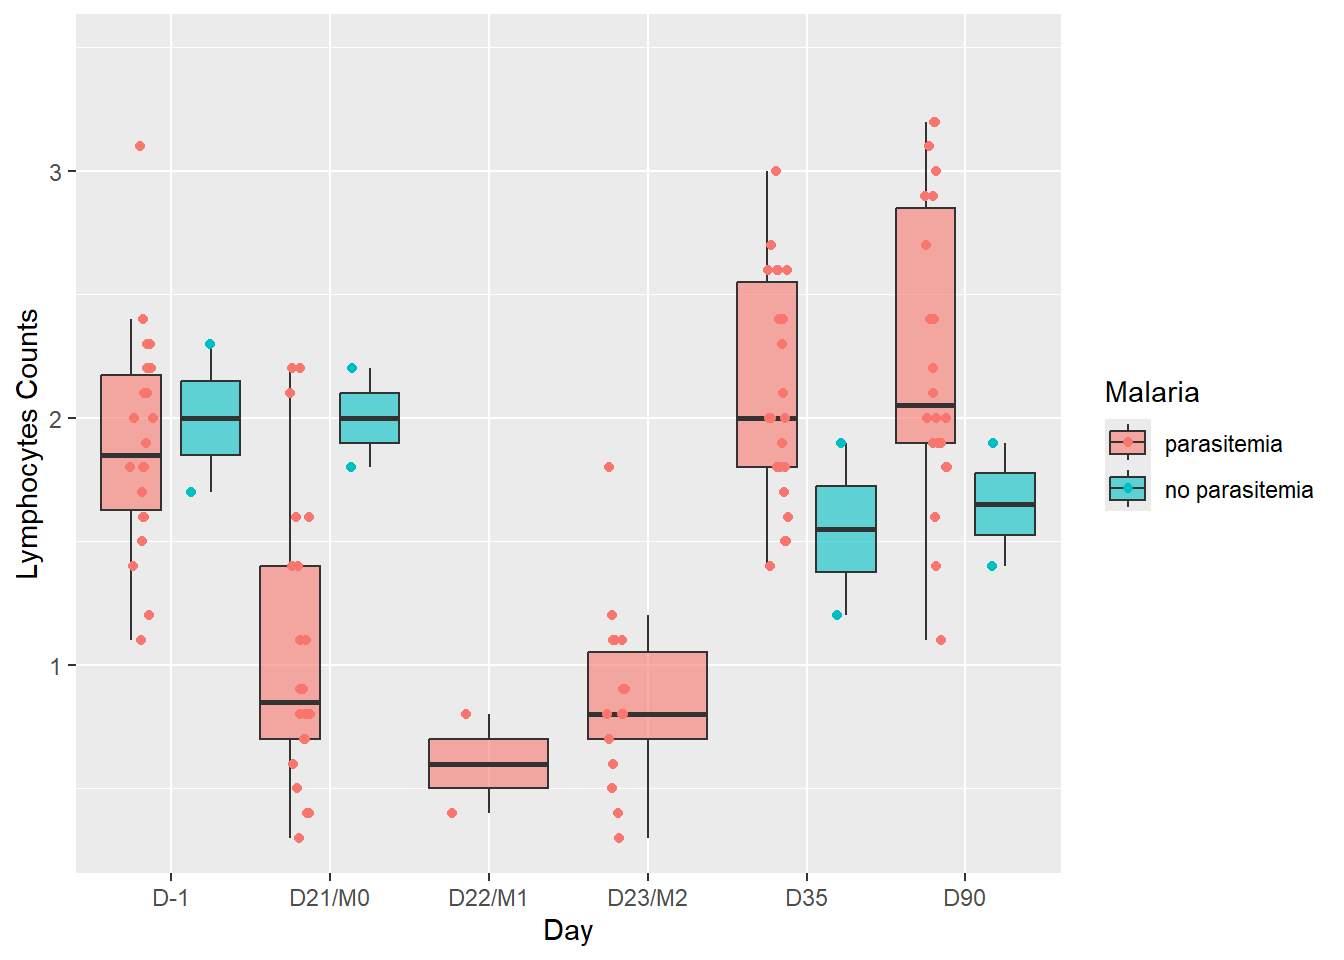 Lymphocytes Counts
3
2
1
D-1
D21/M0
D22/M1
D23/M2
D35
D90
Day
Malaria
parasitemia
no parasitemia